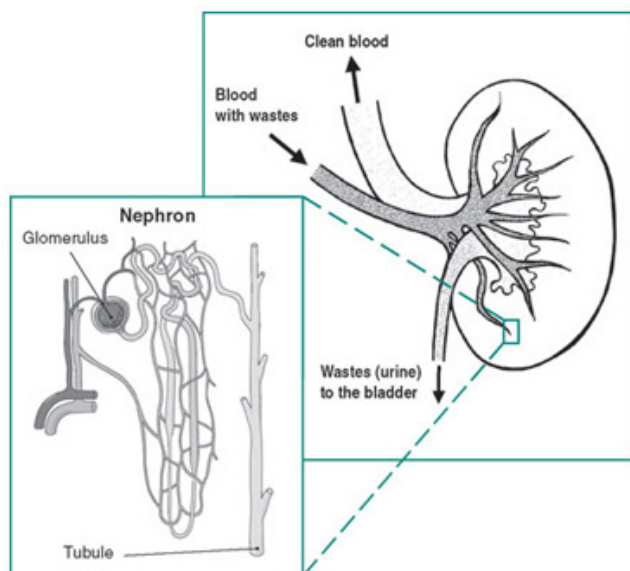 Clean blood
Blood
with wastes
Nephron
Glomerulus
Wastes (urine)
to the bladder
Tubule